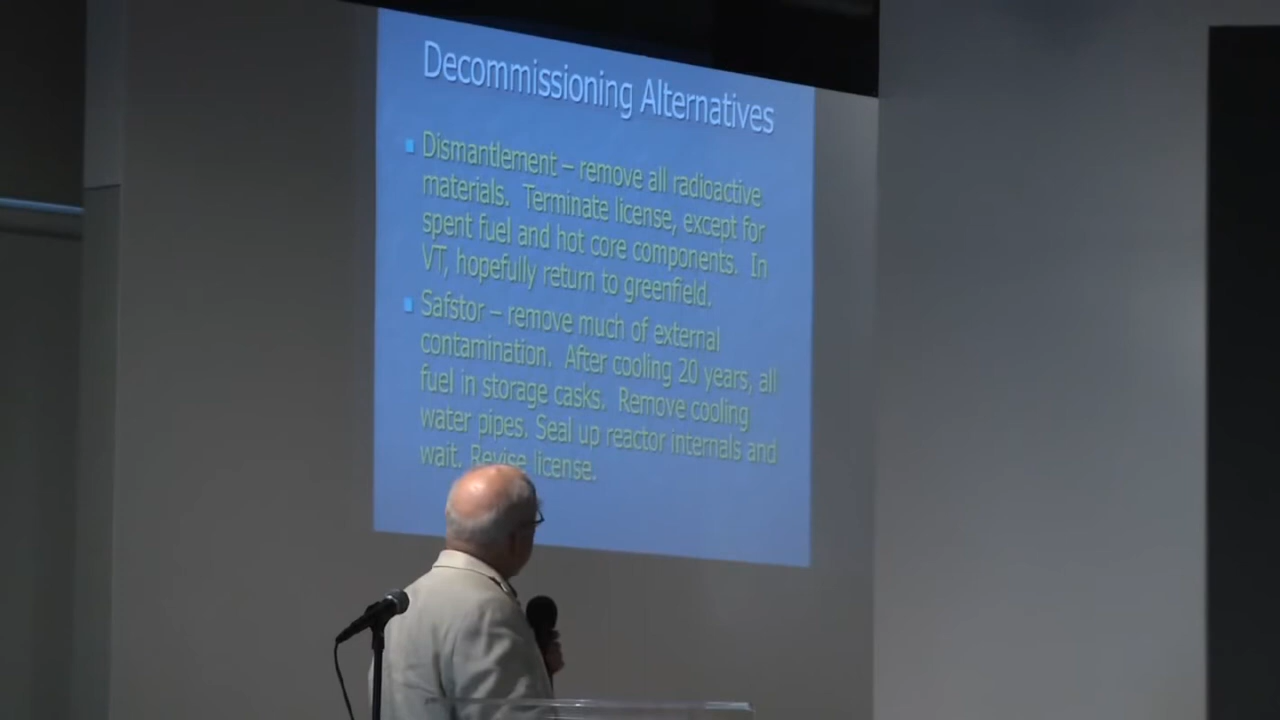 Decommissioning Alternatives
Dismantlement – remove all radioactive
materials. Terminate license, except for
spent fuel and hot core components. In
VT, hopefully return to greenfield.
Safstor – remove much of external
contamination. After cooling 20 years, all
fuel in storage casks. Remove cooling
water pipes. Seal up reactor internals and
wait. Revise license.